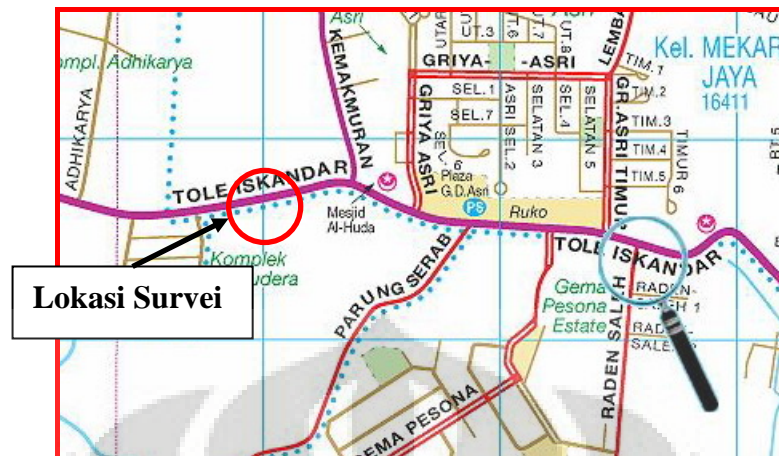 Asri
UTAR
UT.3
UT.6
UT.7
UT.8
Asri
LEMBA
Kel. MEKAR
JAYA
16411
ompl. Adhikarya
KEMAKMURAN
GRIYA- -ASRI
TIM.1
TIM.2
TIM.3
TIM.4
TIM.5
TIMUR 6
SEL.1
SEL.7
SEL. 6
ASRI SEL.2
SELATAN 3
SEL.4
SELATAN 5
GRIYA ASRI
GR.ASRI TIMUR
ADHIKARYA
TOLE ISKANDAR
Mesjid
Al-Huda
Plaza
G.D.Asri
PS
Ruko
TOLE ISKANDAR
Komplek
udera
Lokasi Survei
PARUNG SERAB
Gema
Pesona
Estate
RADEN SALEH
RADEN-
SALEH 1
RADEN-
GEMA PESONA